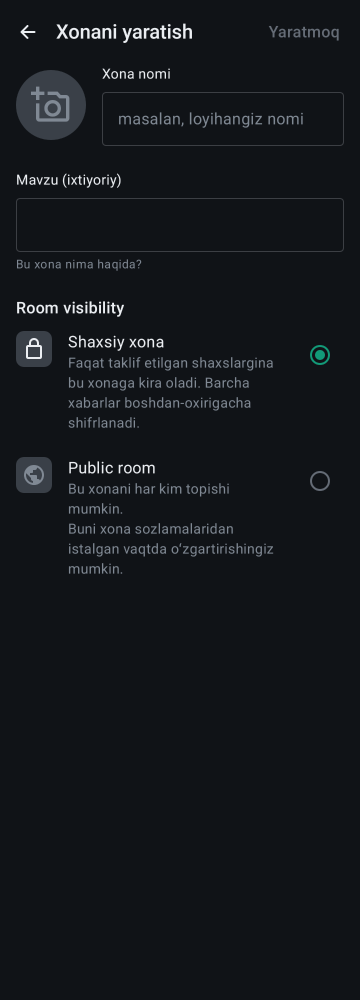 Xonani yaratish
Yaratmoq
Xona nomi
masalan, loyihangiz nomi
Mavzu (ixtiyoriy)
Bu xona nima haqida?
Room visibility
Shaxsiy xona
Faqat taklif etilgan shaxslargina
bu xonaga kira oladi. Barcha
xabarlar boshdan-oxirigacha
shifrlanadi.
Public room
Bu xonani har kim topishi
mumkin.
Buni xona sozlamalaridan
istalgan vaqtda oʻzgartirishingiz
mumkin.